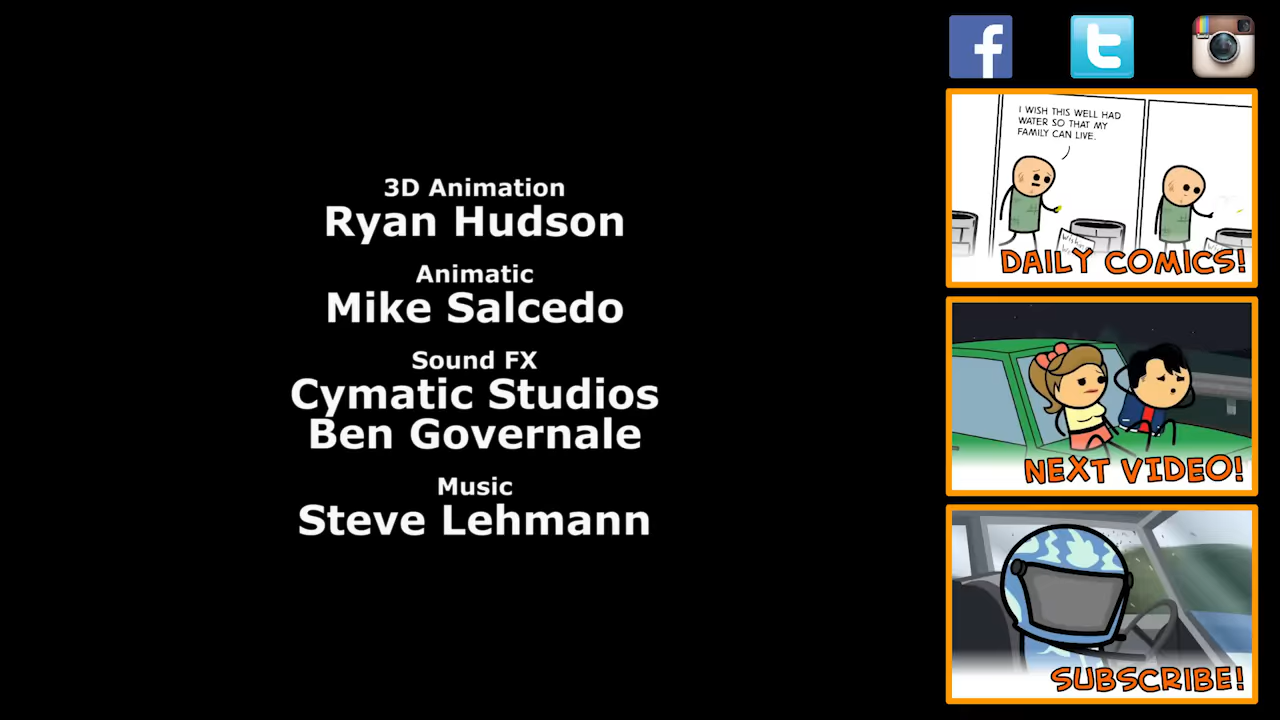 3D Animation
Ryan Hudson
Animatic
Mike Salcedo
Sound FX
Cymatic Studios
Ben Governale
Music
Steve Lehmann
I WISH THIS WELL HAD
WATER SO THAT MY
FAMILY CAN LIVE.
DAILY COMICS!
NEXT VIDEO!
SUBSCRIBE!